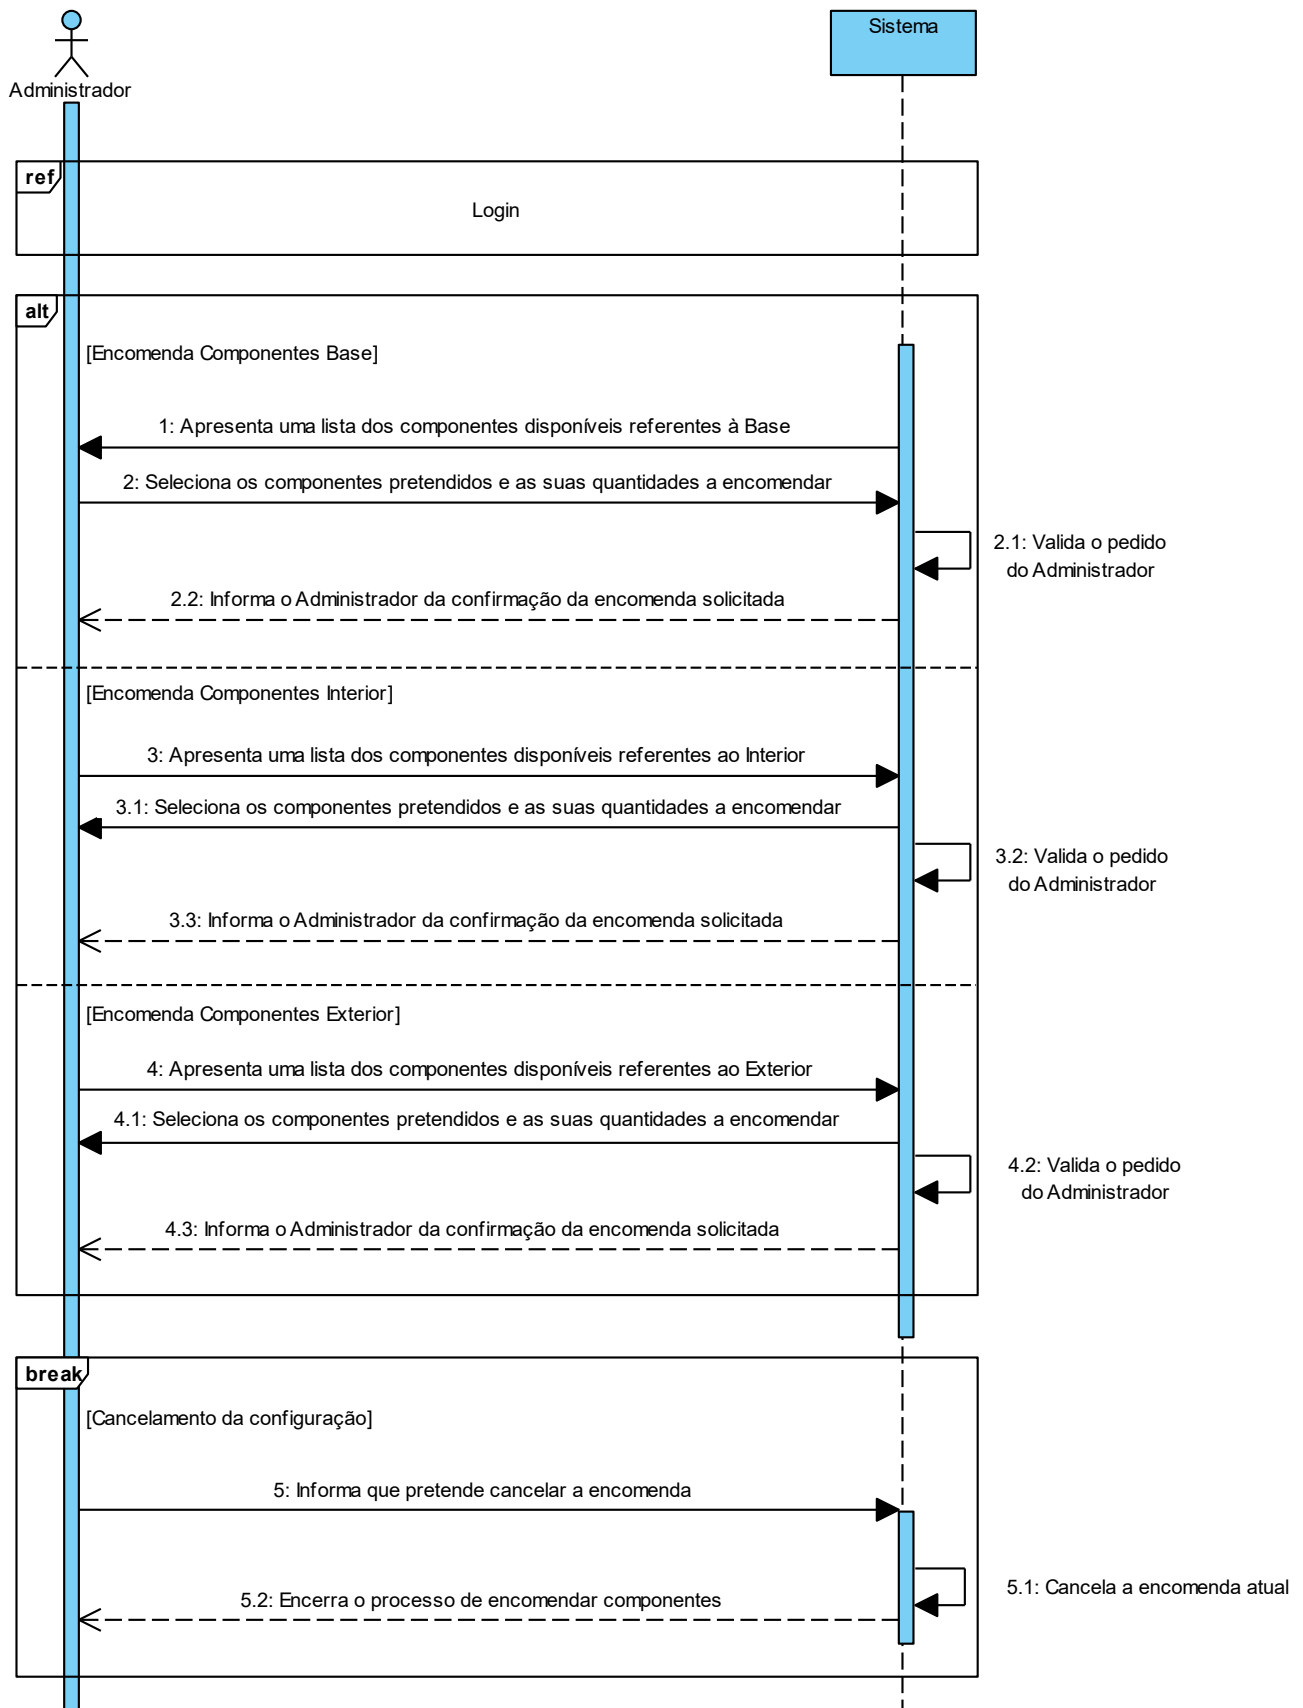 Sistema
Administrador
ref
Login
alt
[Encomenda Componentes Base]
1: Apresenta uma lista dos componentes disponíveis referentes à Base
2: Seleciona os componentes pretendidos e as suas quantidades a encomendar
2.1: Valida o pedido
do Administrador
2.2: Informa o Administrador da confirmação da encomenda solicitada
[Encomenda Componentes Interior]
3: Apresenta uma lista dos componentes disponíveis referentes ao Interior
3.1: Seleciona os componentes pretendidos e as suas quantidades a encomendar
3.2: Valida o pedido
do Administrador
3.3: Informa o Administrador da confirmação da encomenda solicitada
[Encomenda Componentes Exterior]
4: Apresenta uma lista dos componentes disponíveis referentes ao Exterior
4.1: Seleciona os componentes pretendidos e as suas quantidades a encomendar
4.2: Valida o pedido
do Administrador
4.3: Informa o Administrador da confirmação da encomenda solicitada
break
[Cancelamento da configuração]
5: Informa que pretende cancelar a encomenda
5.1: Cancela a encomenda atual
5.2: Encerra o processo de encomendar componentes